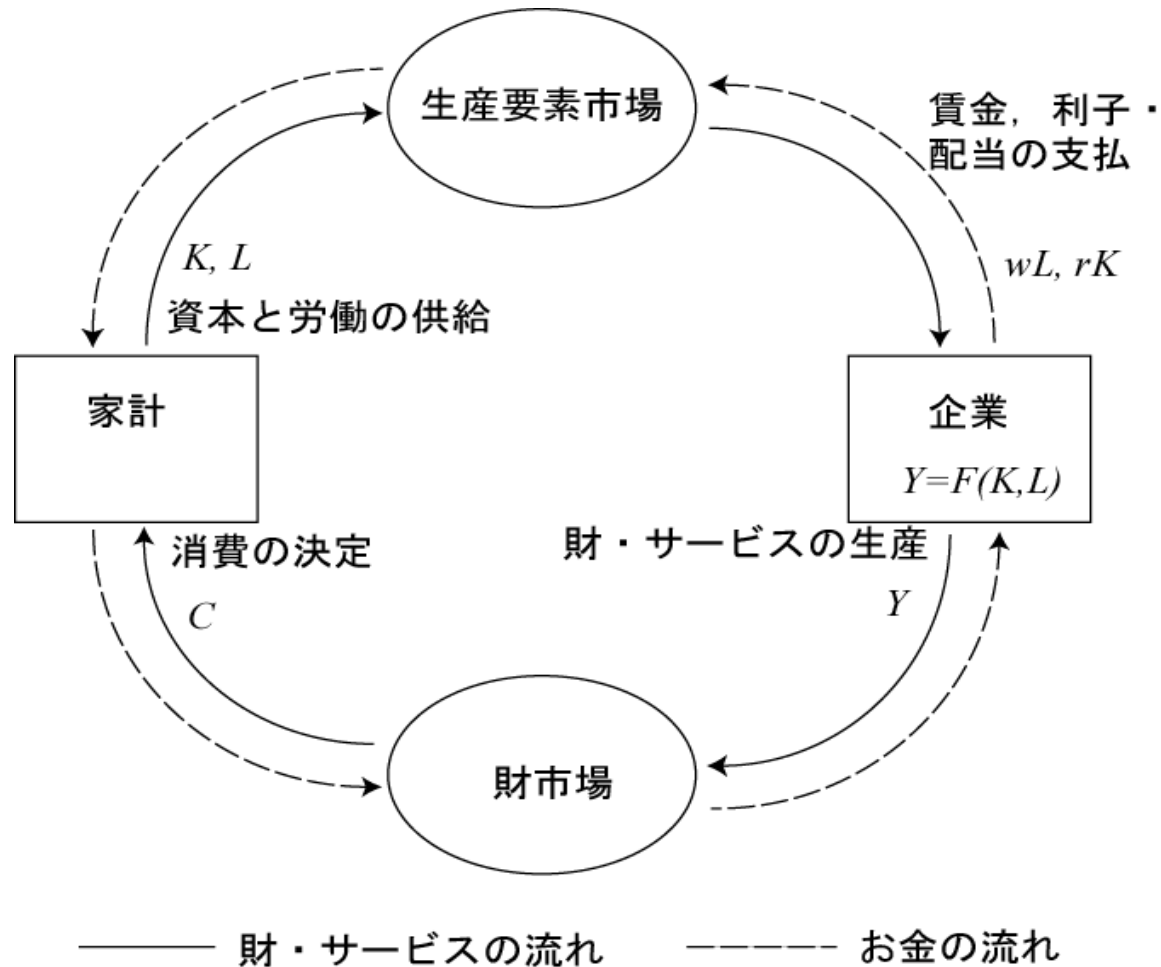 生産要素市場
賃金，利子・
配当の支払
K, L
wL, rK
資本と労働の供給
家計
企業
Y=F(K,L)
消費の決定
財・サービスの生産
C
Y
財市場
財・サービスの流れ
お金の流れ